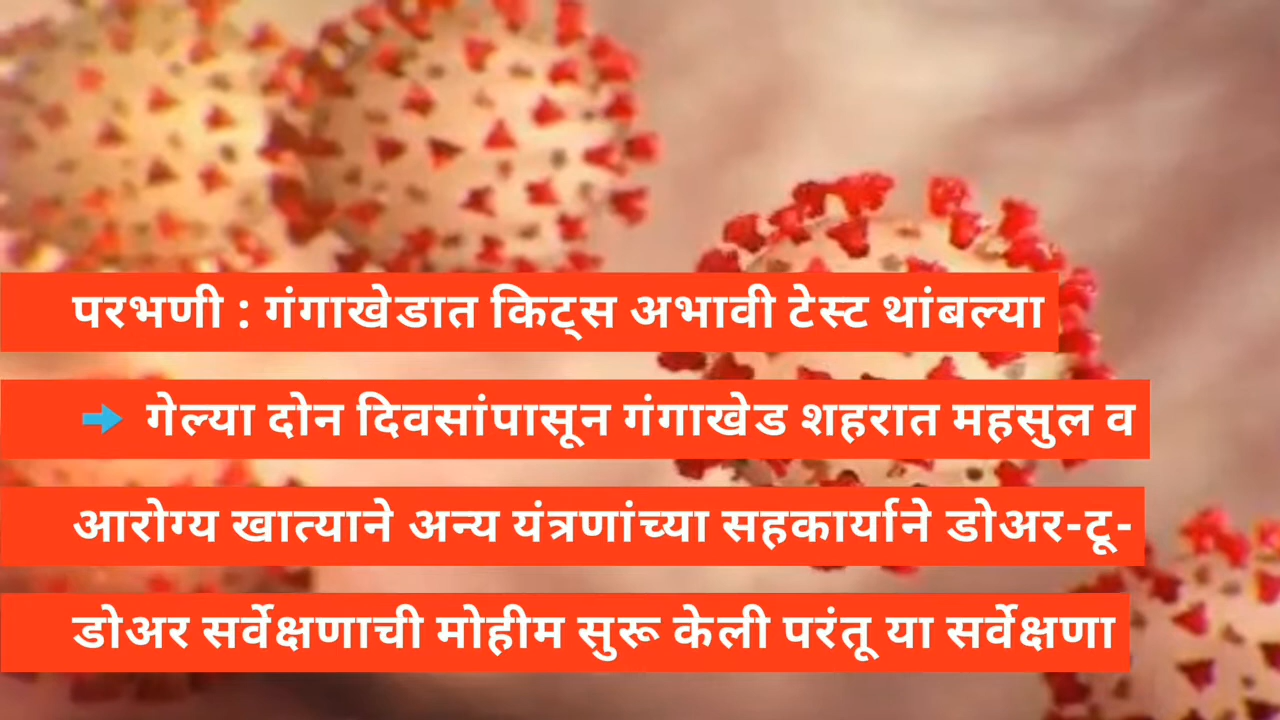 परभणी : गंगाखेडात किट्स अभावी टेस्ट थांबल्या
➡ गेल्या दोन दिवसांपासून गंगाखेड शहरात महसुल व
आरोग्य खात्याने अन्य यंत्रणांच्या सहकार्याने डोअर-टू-
डोअर सर्वेक्षणाची मोहीम सुरू केली परंतू या सर्वेक्षणा